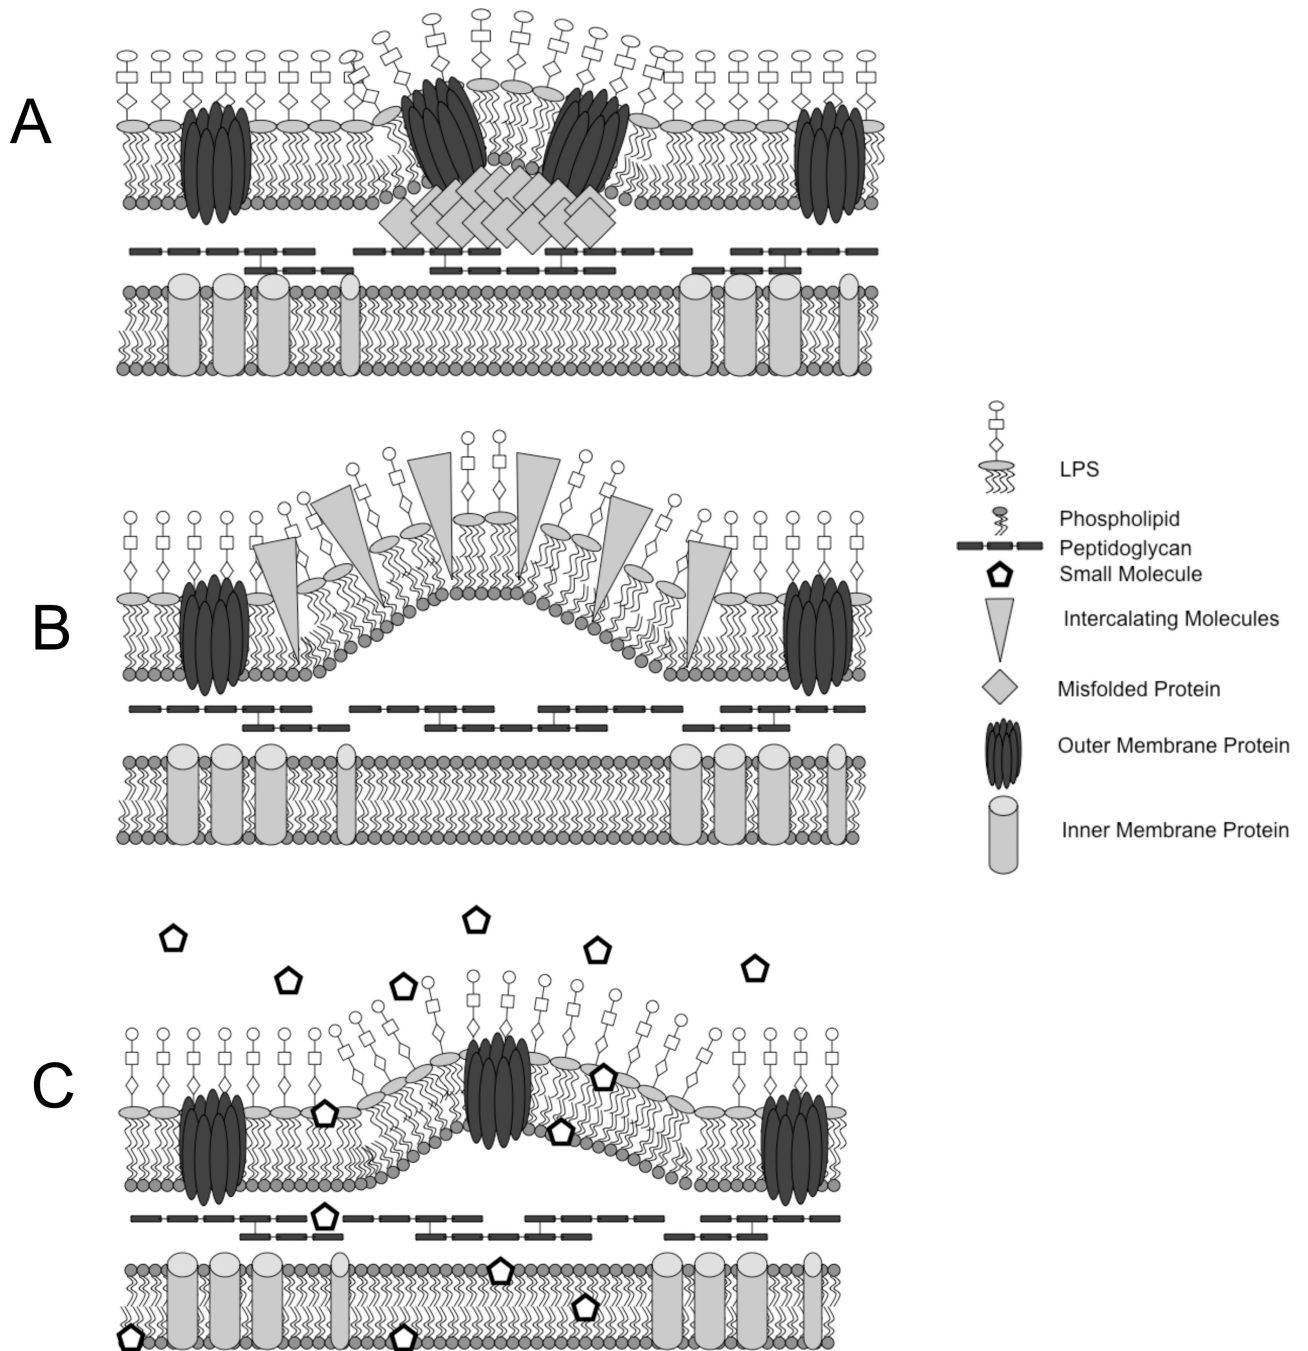 A
B
C
LPS
Phospholipid
Peptidoglycan
Small Molecule
Intercalating Molecules
Misfolded Protein
Outer Membrane Protein
Inner Membrane Protein